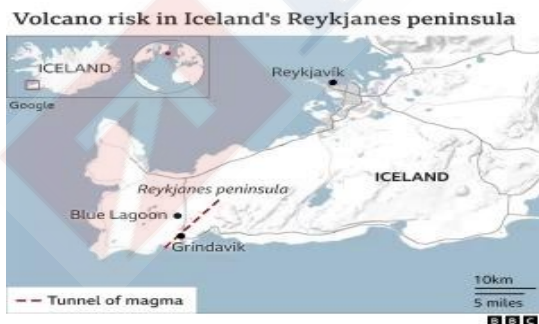 Volcano risk in Iceland's Reykjanes peninsula
ICELAND
Google
Reykjavík
Reykjanes peninsula
ICELAND
Blue Lagoon
Grindavik
10km
5 miles
Tunnel of magma
BBC